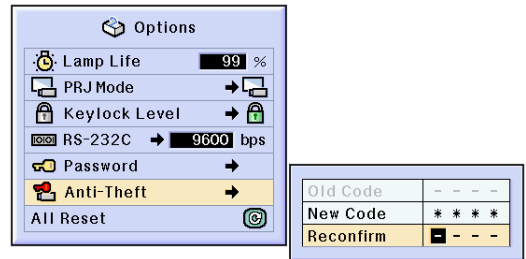 Options
Lamp Life 99 %
PRJ Mode
Keylock Level
RS-232C 9600 bps
Password
Anti-Theft
All Reset
Old Code - - - -
New Code * * * *
Reconfirm - - - -